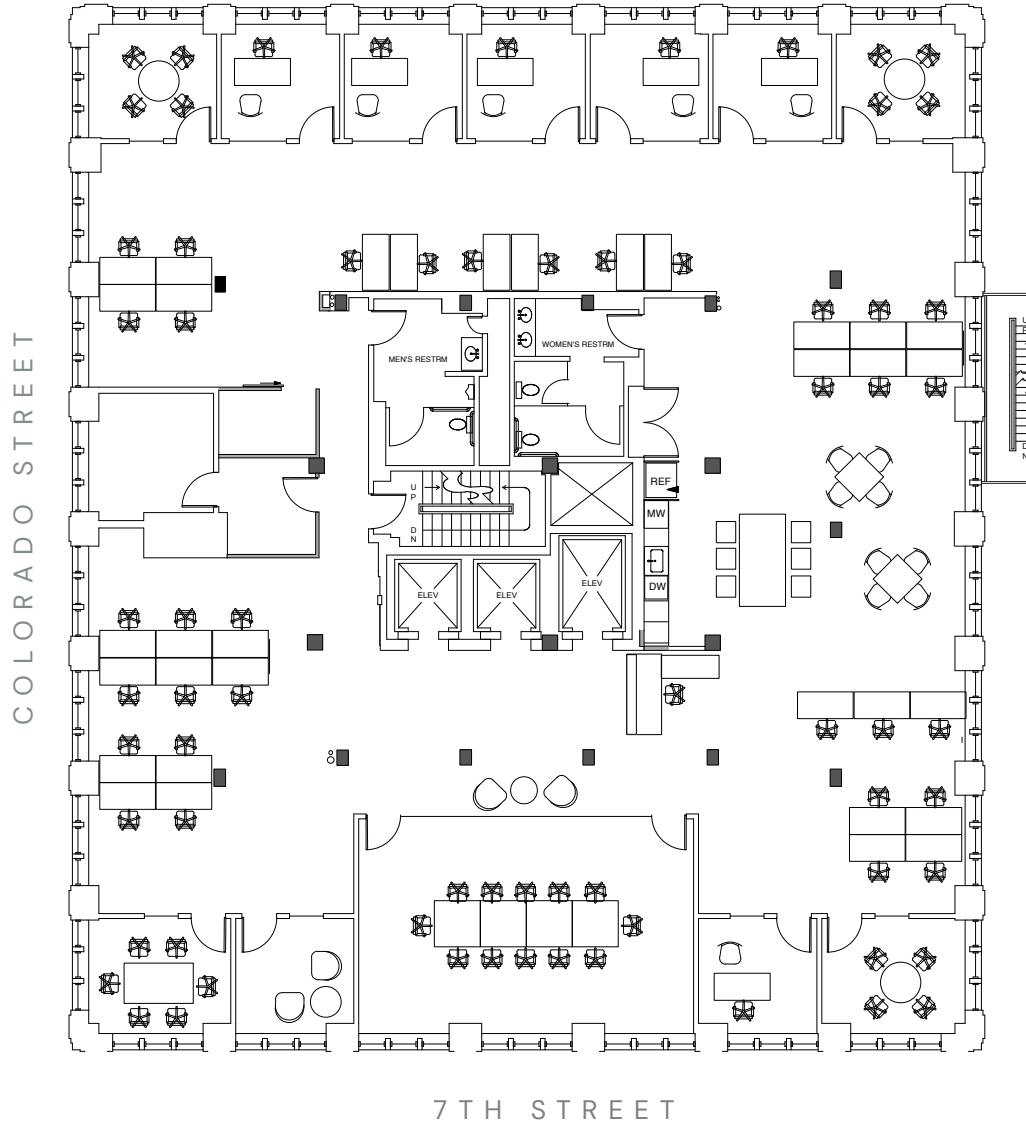 MEN'S RESTRM
WOMEN'S RESTRM
U
P
D
N
REF
MW
DW
ELEV
ELEV
ELEV
U
P
D
N
COLORADO STREET
7TH STREET